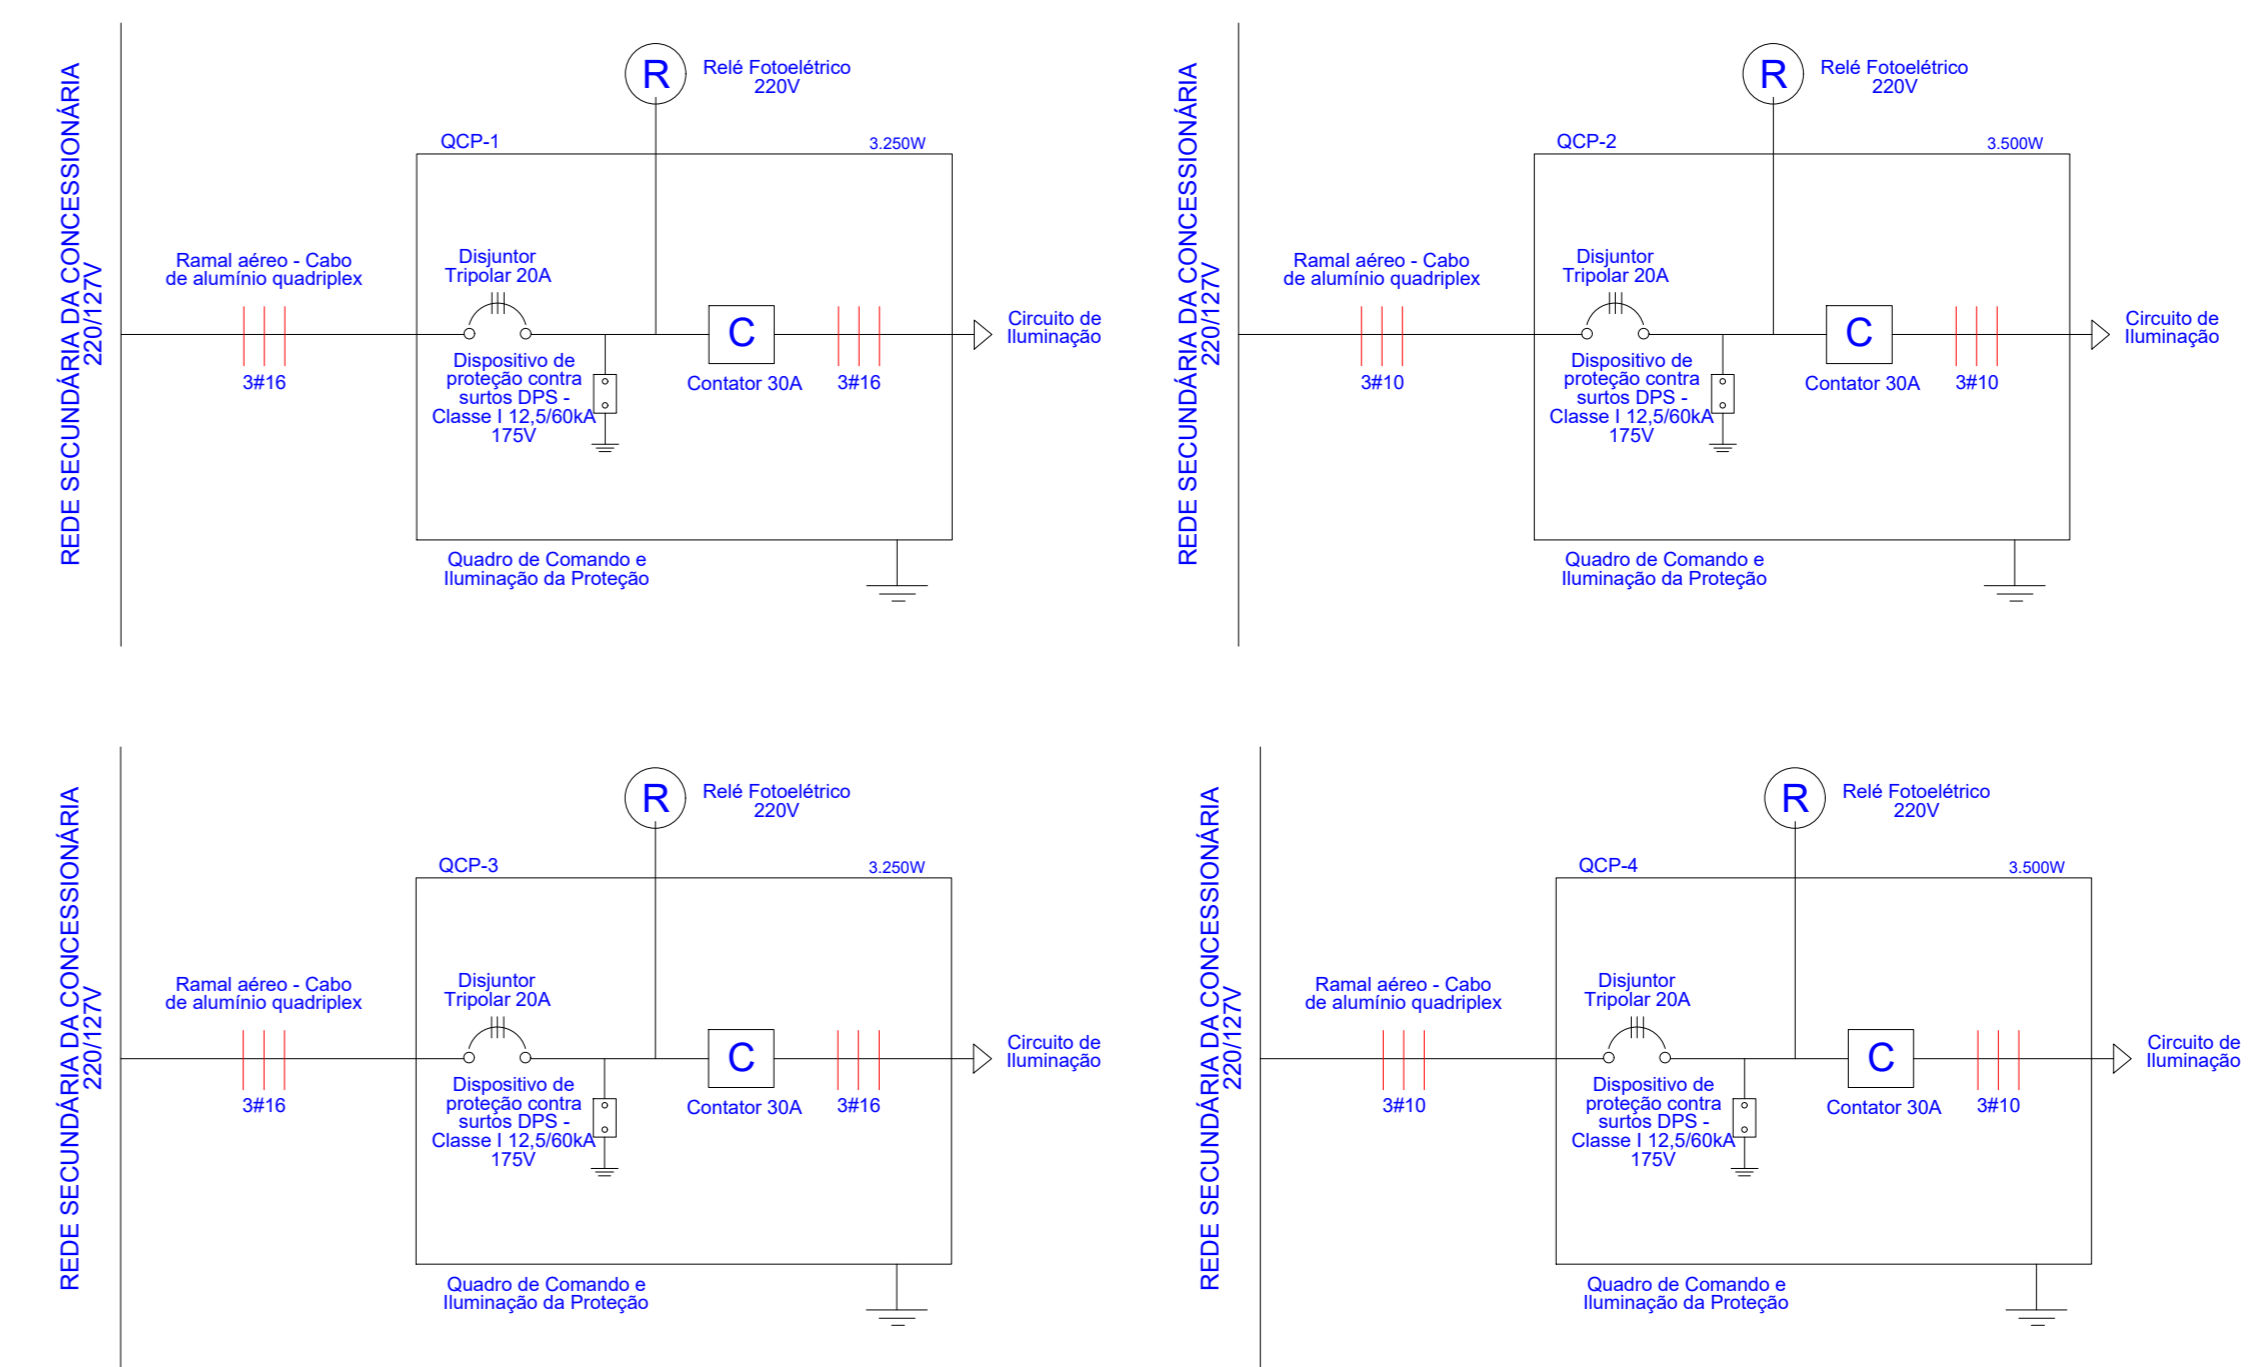 REDE SECUNDÁRIA DA CONCESSIONÁRIA
220/127V
R
Relé Fotoelétrico
220V
QCP-1
3.250W
Ramal aéreo - Cabo
de alumínio quadriplex
3#16
Disjuntor
Tripolar 20A
Dispositivo de
proteção contra
surtos DPS -
Classe I 12,5/60kA
175V
C
Contator 30A
3#16
Circuito de
Iluminação
Quadro de Comando e
Iluminação da Proteção
REDE SECUNDÁRIA DA CONCESSIONÁRIA
220/127V
R
Relé Fotoelétrico
220V
QCP-2
3.500W
Ramal aéreo - Cabo
de alumínio quadriplex
3#10
Disjuntor
Tripolar 20A
Dispositivo de
proteção contra
surtos DPS -
Classe I 12,5/60kA
175V
C
Contator 30A
3#10
Circuito de
Iluminação
Quadro de Comando e
Iluminação da Proteção
REDE SECUNDÁRIA DA CONCESSIONÁRIA
220/127V
R
Relé Fotoelétrico
220V
QCP-3
3.250W
Ramal aéreo - Cabo
de alumínio quadriplex
3#16
Disjuntor
Tripolar 20A
Dispositivo de
proteção contra
surtos DPS -
Classe I 12,5/60kA
175V
C
Contator 30A
3#16
Circuito de
Iluminação
Quadro de Comando e
Iluminação da Proteção
REDE SECUNDÁRIA DA CONCESSIONÁRIA
220/127V
R
Relé Fotoelétrico
220V
QCP-4
3.500W
Ramal aéreo - Cabo
de alumínio quadriplex
3#10
Disjuntor
Tripolar 20A
Dispositivo de
proteção contra
surtos DPS -
Classe I 12,5/60kA
175V
C
Contator 30A
3#10
Circuito de
Iluminação
Quadro de Comando e
Iluminação da Proteção